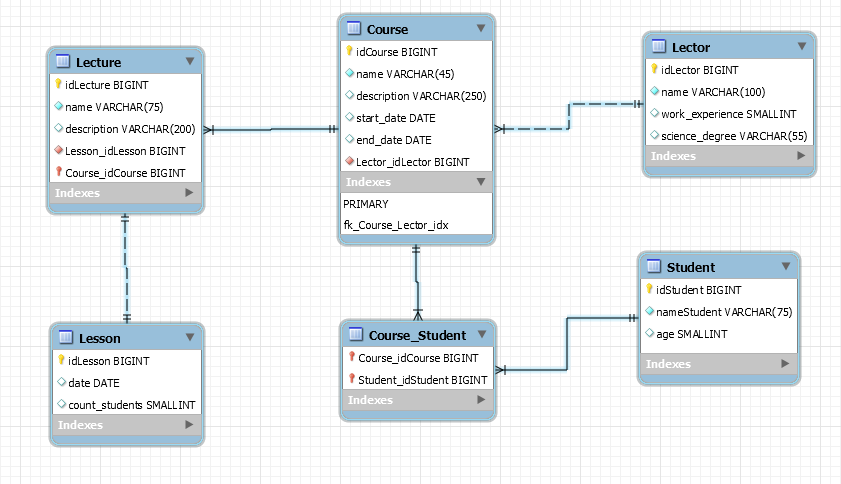 Lecture
idLecture BIGINT
name VARCHAR(75)
description VARCHAR(200)
Lesson_idLesson BIGINT
Course_idCourse BIGINT
Indexes
Course
idCourse BIGINT
name VARCHAR(45)
description VARCHAR(250)
start_date DATE
end_date DATE
Lector_idLector BIGINT
Indexes
PRIMARY
fk_Course_Lector_idx
Lector
idLector BIGINT
name VARCHAR(100)
work_experience SMALLINT
science_degree VARCHAR(55)
Indexes
Lesson
idLesson BIGINT
date DATE
count_students SMALLINT
Indexes
Course_Student
Course_idCourse BIGINT
Student_idStudent BIGINT
Indexes
Student
idStudent BIGINT
nameStudent VARCHAR(75)
age SMALLINT
Indexes